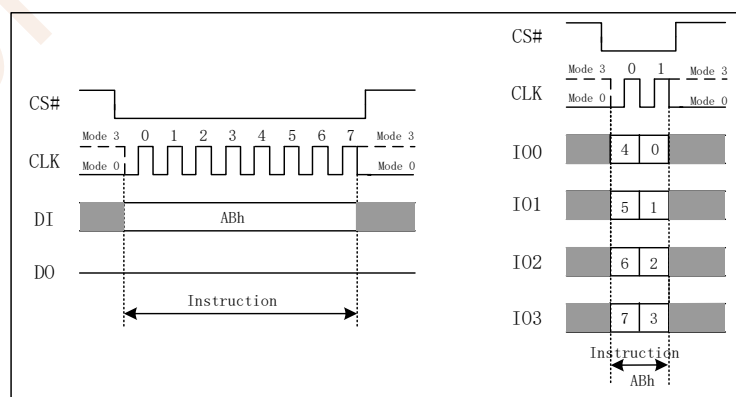 CS#
Mode 3 0 1 2 3 4 5 6 7 Mode 3
CLK
Mode 0 Mode 0
DI ABh
DO
Instruction
CS#
Mode 3 0 1 Mode 3
CLK
Mode 0 Mode 0
IO0 4 0
IO1 5 1
IO2 6 2
IO3 7 3
Instruction
ABh